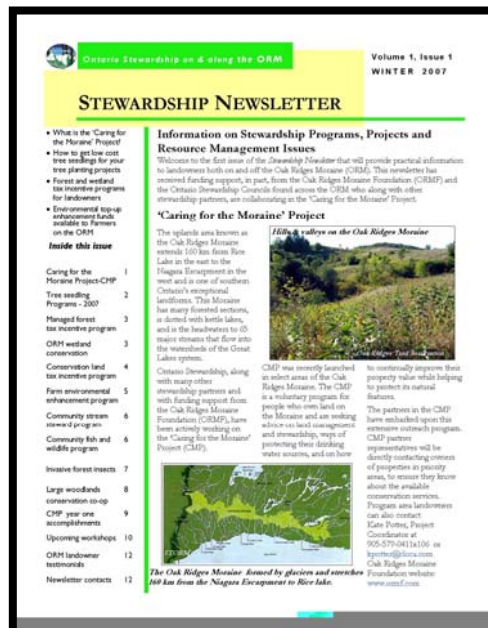 Ontario Stewardship on & along the ORM
Volume 1, Issue 1
WINTER 2007
STEWARDSHIP NEWSLETTER
• What is the 'Caring for
the Moraine' Project?
• How to get low cost
tree seedlings for your
tree planting projects
• Forest and wetland
tax incentive programs
for landowners
• Environmental top-up
enhancement funds
available to Farmers
on the ORM
Inside this issue
Caring for the Moraine Project-CMP 1
Tree seedling Programs - 2007 2
Managed forest tax incentive program 3
ORM wetland conservation 3
Conservation land tax incentive program 4
Farm environmental enhancement program 5
Community stream steward program 6
Community fish and wildlife program 6
Invasive forest insects 7
Large woodlands conservation co-op 8
CMP year one accomplishments 9
Upcoming workshops 10
ORM landowner testimonials 12
Newsletter contacts 12
Information on Stewardship Programs, Projects and
Resource Management Issues
Welcome to the first issue of the Stewardship Newsletter that will provide practical information
to landowners both on and off the Oak Ridges Moraine (ORM). This newsletter has
received funding support, in part, from the Oak Ridges Moraine Foundation (ORMF) and
the Ontario Stewardship Councils found across the ORM who along with other
stewardship partners, are collaborating in the 'Caring for the Moraine' Project.
'Caring for the Moraine' Project
The uplands area known as
the Oak Ridges Moraine
extends 160 km from Rice
Lake in the east to the
Niagara Escarpment in the
west and is one of southern
Ontario's exceptional
landforms. This Moraine
has many forested sections,
is dotted with kettle lakes,
and is the headwaters to 65
major streams that flow into
the watersheds of the Great
Lakes system.
Ontario Stewardship, along
with many other
stewardship partners and
with funding support from
the Oak Ridges Moraine
Foundation (ORMF), have
been actively working on
the 'Caring for the Moraine'
Project (CMP).
Hills & valleys on the Oak Ridges Moraine
Oak Ridges Trail Association
CMP was recently launched
in select areas of the Oak
Ridges Moraine. The CMP
is a voluntary program for
people who own land on
the Moraine and are seeking
advice on land management
and stewardship, ways of
protecting their drinking
water sources, and on how
to continually improve their
property value while helping
to protect its natural
features.
The partners in the CMP
have embarked upon this
extensive outreach program.
CMP partner
representatives will be
directly contacting owners
of properties in priority
areas, to ensure they know
about the available
conservation services.
Program area landowners
can also contact
Kate Potter, Project
Coordinator at
905-579-0411x106 or
kpotter@cloca.com
Oak Ridges Moraine
Foundation website:
www.ormf.com
STORM
The Oak Ridges Moraine formed by glaciers and stretches
160 km from the Niagara Escarpment to Rice lake.